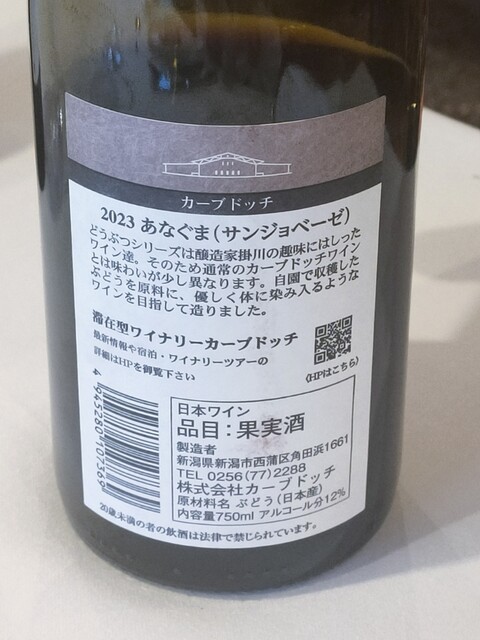 カーブドッチ
2023 あなぐま(サンジョベーゼ)
どうぶつシリーズは醸造家掛川の趣味にはしった
ワイン達。そのため通常のカーブドッチワイン
とは味わいが少し異なります。自園で収穫した
ぶどうを原料に、優しく体に染み入るような
ワインを目指して造りました。
滞在型ワイナリーカーブドッチ
最新情報や宿泊・ワイナリーツアーの
詳細はHPを御覧下さい
《HPはこちら》
4 945280 107369
日本ワイン
品目:果実酒
製造者
新潟県新潟市西蒲区角田浜1661
TEL 0256(77)2288
株式会社カーブドッチ
原材料名 ぶどう(日本産)
内容量750ml アルコール分12%
20歳未満の者の飲酒は法律で禁じられています。